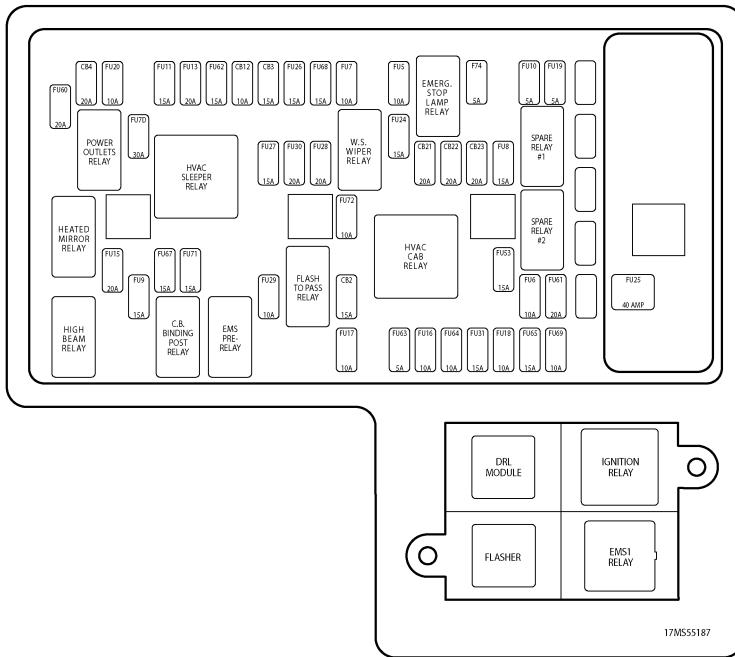 CB4
20A
FU20
10A
FU11
15A
FU13
20A
FU62
15A
CB12
10A
CB3
15A
FU26
15A
FU68
15A
FU7
10A
FU5
10A
EMERG.
STOP
LAMP
RELAY
F74
5A
FU10
5A
FU19
5A
FU60
20A
POWER
OUTLETS
RELAY
FU7D
30A
HVAC
SLEEPER
RELAY
FU27
15A
FU30
20A
FU28
20A
W.S.
WIPER
RELAY
FU24
15A
CB21
20A
CB22
20A
CB23
20A
FU8
15A
SPARE
RELAY
#1
HEATED
MIRROR
RELAY
FU72
10A
HVAC
CAB
RELAY
SPARE
RELAY
#2
FU15
20A
FU9
15A
FU67
15A
FU71
15A
FU29
10A
FLASH
TO PASS
RELAY
CB2
15A
FU53
15A
FU6
10A
FU61
20A
FU25
40 AMP
HIGH
BEAM
RELAY
C.B.
BINDING
POST
RELAY
EMS
PRE-
RELAY
FU17
10A
FU63
5A
FU16
10A
FU64
10A
FU31
15A
FU18
10A
FU65
15A
FU69
10A
DRL
MODULE
IGNITION
RELAY
FLASHER
EMS1
RELAY
17MS55187